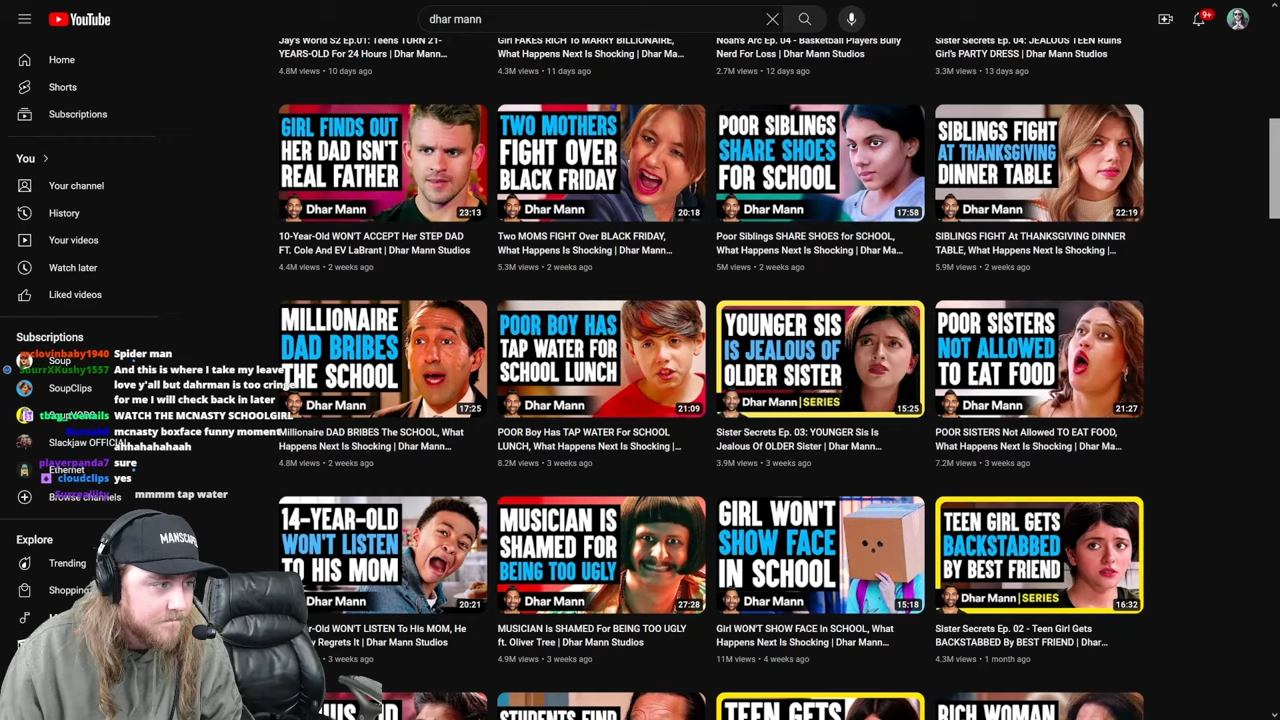 YouTube
dhar mann
9+
Home
Shorts
Subscriptions
You
Your channel
History
Your videos
Watch later
Liked videos
Subscriptions
Soup
SoupClips
Slackjaw OFFICIAL
Ethernet
Browse channels
Explore
Trending
Shopping
Spider man
SourrXKushy1557 And this is where I take my leave
love y'all but dahrman is too cringe
for me I will check back in later
WATCH THE MCNASTY SCHOOLGIRL
mcnasty boxface funny moment
ahhahahahaah
playerpanda7 sure
cloudclips yes
mmmm tap water
MANSCAPED
Jay's World S2 Ep.01: Teens TURN 21-
YEARS-OLD For 24 Hours | Dhar Mann...
4.8M views • 10 days ago
Girl FAKES RICH To MARRY BILLIONAIRE,
What Happens Next Is Shocking | Dhar Ma...
4.3M views • 11 days ago
Noah's Arc Ep. 04 - Basketball Players Bully
Nerd For Loss | Dhar Mann Studios
2.7M views • 12 days ago
Sister Secrets Ep. 04: JEALOUS TEEN Ruins
Girl's PARTY DRESS | Dhar Mann Studios
3.3M views • 13 days ago
GIRL FINDS OUT
HER DAD ISN'T
REAL FATHER
Dhar Mann
23:13
10-Year-Old WON'T ACCEPT Her STEP DAD
FT. Cole And EV LaBrant | Dhar Mann Studios
4.4M views • 2 weeks ago
TWO MOTHERS
FIGHT OVER
BLACK FRIDAY
Dhar Mann
20:18
Two MOMS FIGHT Over BLACK FRIDAY,
What Happens Is Shocking | Dhar Mann...
5.3M views • 2 weeks ago
POOR SIBLINGS
SHARE SHOES
FOR SCHOOL
Dhar Mann
17:58
Poor Siblings SHARE SHOES for SCHOOL,
What Happens Next Is Shocking | Dhar Ma...
5M views • 2 weeks ago
SIBLINGS FIGHT
AT THANKSGIVING
DINNER TABLE
Dhar Mann
22:19
SIBLINGS FIGHT At THANKSGIVING DINNER
TABLE, What Happens Next Is Shocking |...
5.9M views • 2 weeks ago
MILLIONAIRE
DAD BRIBES
THE SCHOOL
Dhar Mann
17:25
Millionaire DAD BRIBES The SCHOOL, What
Happens Next Is Shocking | Dhar Mann...
4.8M views • 2 weeks ago
POOR BOY HAS
TAP WATER FOR
SCHOOL LUNCH
Dhar Mann
21:09
POOR Boy Has TAP WATER For SCHOOL
LUNCH, What Happens Next Is Shocking |...
8.2M views • 3 weeks ago
YOUNGER SIS
IS JEALOUS OF
OLDER SISTER
Dhar Mann | SERIES
15:25
Sister Secrets Ep. 03: YOUNGER Sis Is
Jealous Of OLDER Sister | Dhar Mann...
3.9M views • 3 weeks ago
POOR SISTERS
NOT ALLOWED
TO EAT FOOD
Dhar Mann
21:27
POOR SISTERS Not Allowed TO EAT FOOD,
What Happens Next Is Shocking | Dhar Ma...
7.2M views • 3 weeks ago
14-YEAR-OLD
WON'T LISTEN
TO HIS MOM
Dhar Mann
20:21
-Old WON'T LISTEN To His MOM, He
Regrets It | Dhar Mann Studios
• 3 weeks ago
MUSICIAN IS
SHAMED FOR
BEING TOO UGLY
Dhar Mann
27:28
MUSICIAN Is SHAMED For BEING TOO UGLY
ft. Oliver Tree | Dhar Mann Studios
4.9M views • 3 weeks ago
GIRL WON'T
SHOW FACE
IN SCHOOL
Dhar Mann
15:18
Girl WON'T SHOW FACE In SCHOOL, What
Happens Next Is Shocking | Dhar Mann...
11M views • 4 weeks ago
TEEN GIRL GETS
BACKSTABBED
BY BEST FRIEND
Dhar Mann | SERIES
16:32
Sister Secrets Ep. 02 - Teen Girl Gets
BACKSTABBED By BEST FRIEND | Dhar...
4.3M views • 1 month ago
STUDENTS FIND
TEEN GETS
RICH WOMAN